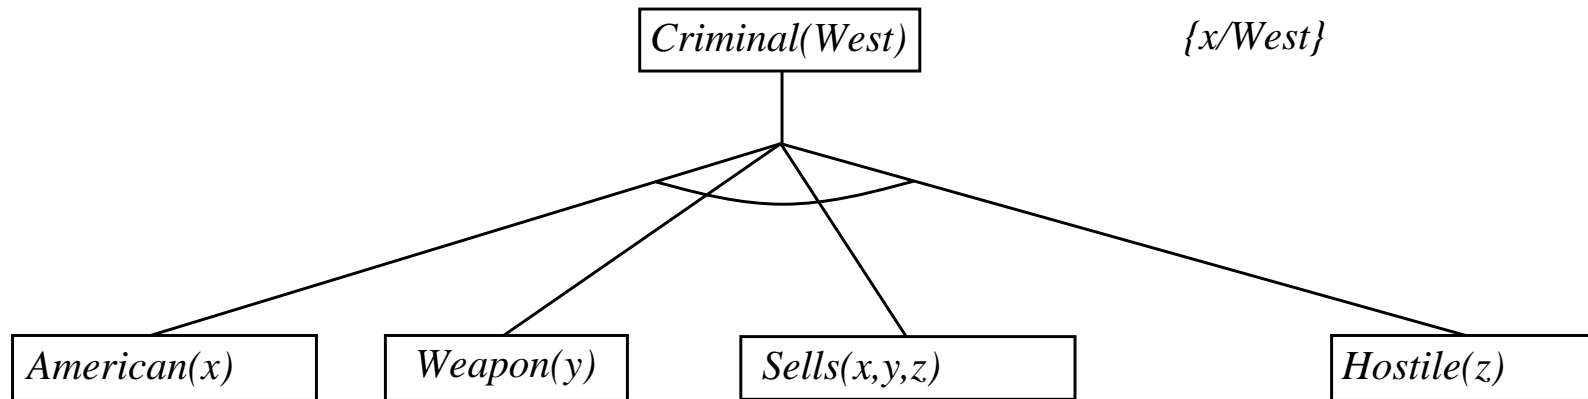 Criminal(West)
{x/West}
American(x)
Weapon(y)
Sells(x,y,z)
Hostile(z)